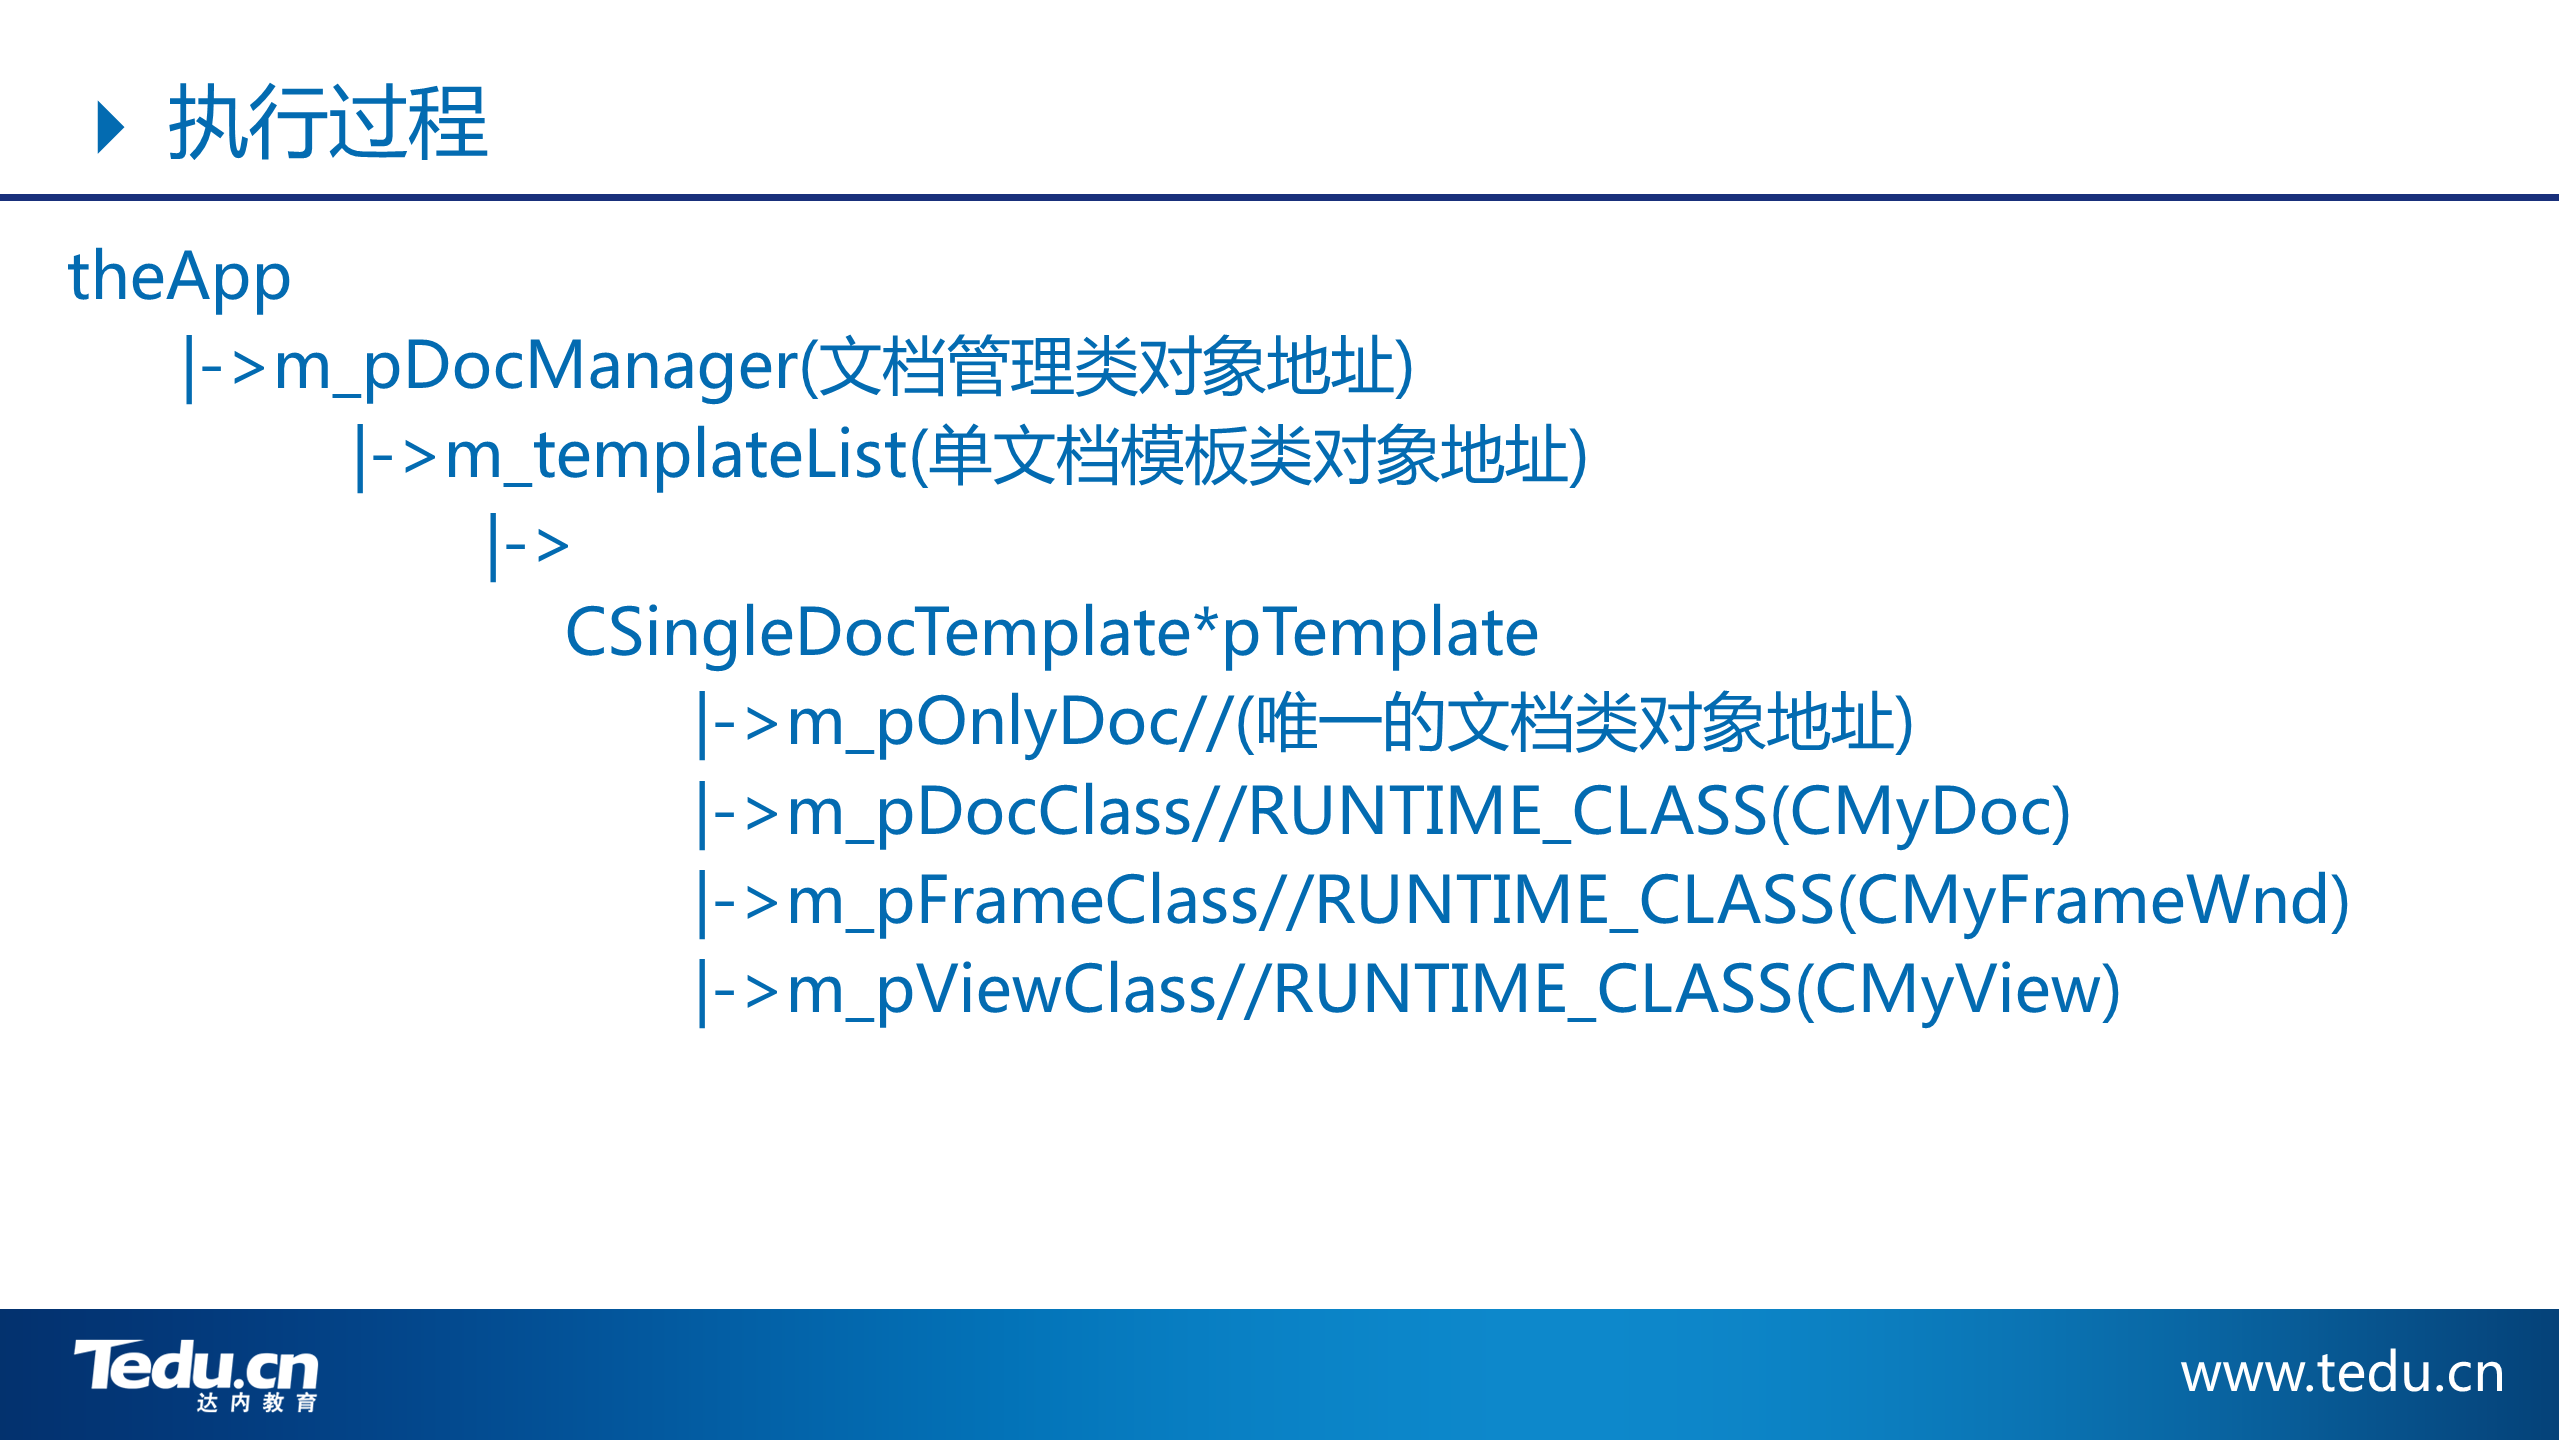 执行过程
theApp
|->m_pDocManager(文档管理类对象地址)
|->m_templateList(单文档模板类对象地址)
|->
CSingleDocTemplate*pTemplate
|->m_pOnlyDoc//(唯一的文档类对象地址)
|->m_pDocClass//RUNTIME_CLASS(CMyDoc)
|->m_pFrameClass//RUNTIME_CLASS(CMyFrameWnd)
|->m_pViewClass//RUNTIME_CLASS(CMyView)
Tedu.cn
达内教育
www.tedu.cn